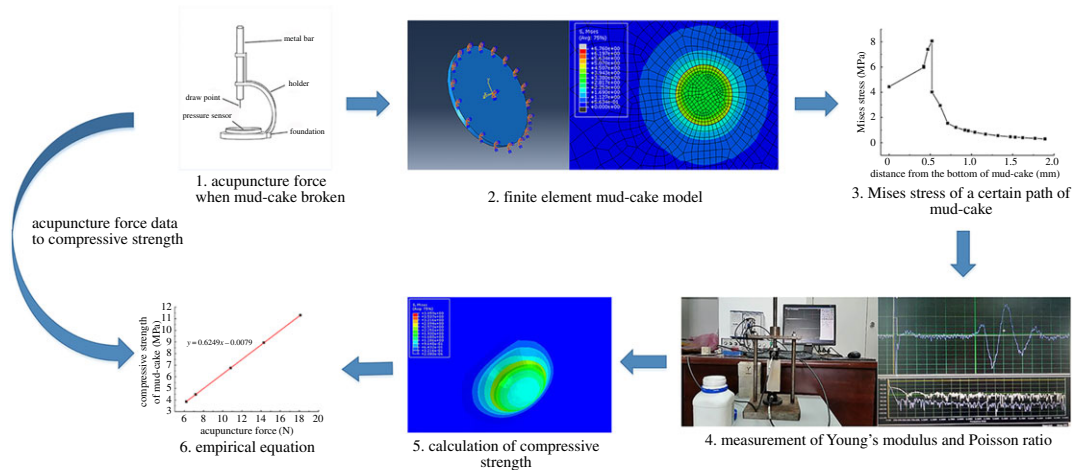 metal bar
holder
draw point
pressure sensor
foundation
1. acupuncture force
when mud-cake broken
S, Mises
(Avg: 75%)
2. finite element mud-cake model
8
6
4
2
0
Mises stress (MPa)
0
0.5
1.0
1.5
2.0
distance from the bottom of mud-cake (mm)
3. Mises stress of a certain path of
mud-cake
acupuncture force data
to compressive strength
12
11
10
9
8
7
6
5
4
3
compressive strength
of mud-cake (MPa)
y = 0.6249x – 0.0079
6
8
10
12
14
16
18
20
acupuncture force (N)
6. empirical equation
S, Mises
(Avg: 75%)
5. calculation of compressive
strength
4. measurement of Young's modulus and Poisson ratio